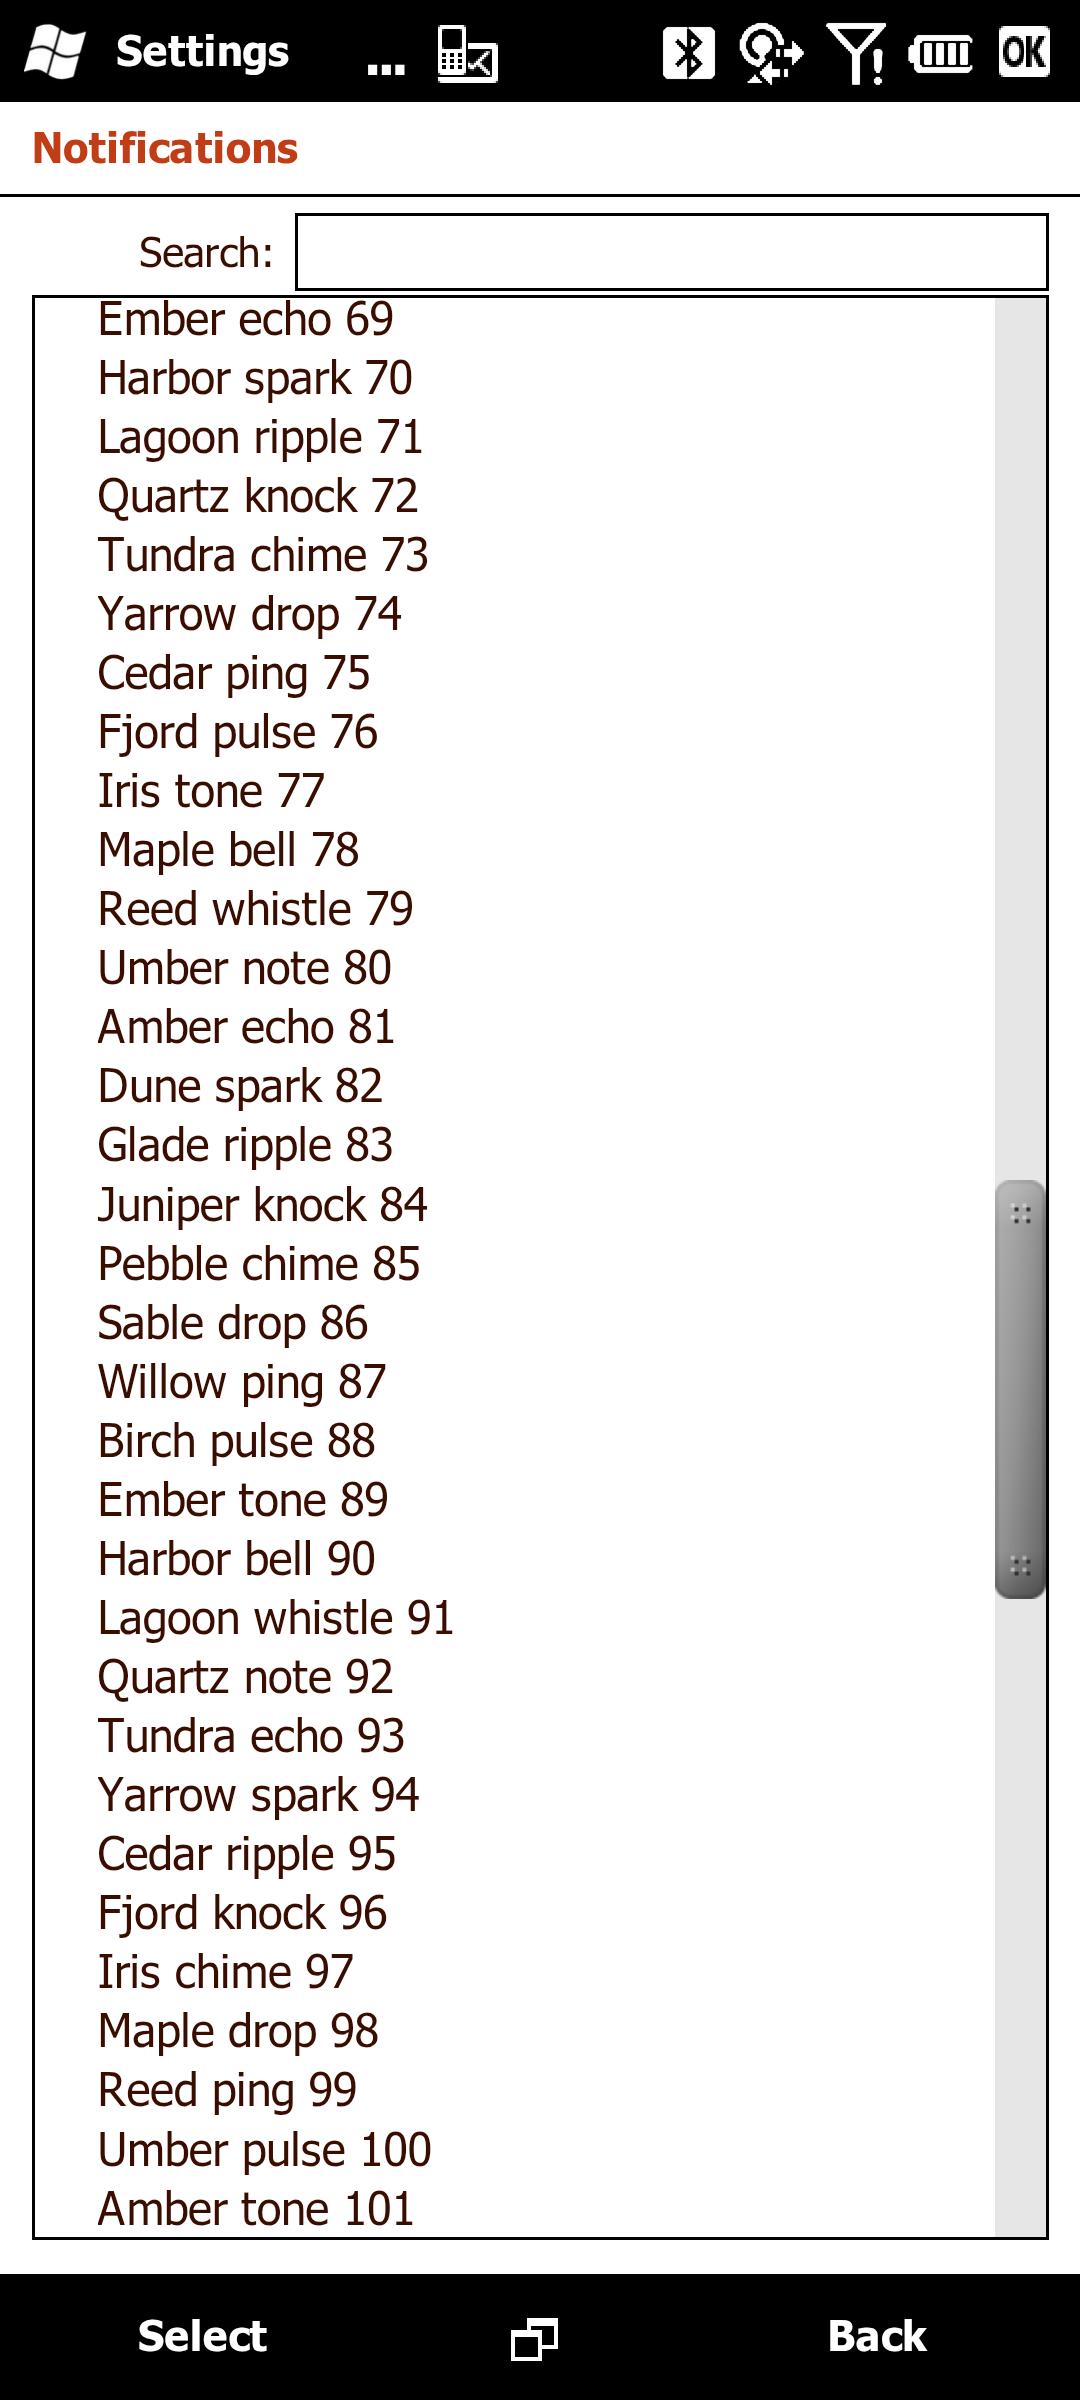 Settings ... OK
Notifications
Search:
Ember echo 69
Harbor spark 70
Lagoon ripple 71
Quartz knock 72
Tundra chime 73
Yarrow drop 74
Cedar ping 75
Fjord pulse 76
Iris tone 77
Maple bell 78
Reed whistle 79
Umber note 80
Amber echo 81
Dune spark 82
Glade ripple 83
Juniper knock 84
Pebble chime 85
Sable drop 86
Willow ping 87
Birch pulse 88
Ember tone 89
Harbor bell 90
Lagoon whistle 91
Quartz note 92
Tundra echo 93
Yarrow spark 94
Cedar ripple 95
Fjord knock 96
Iris chime 97
Maple drop 98
Reed ping 99
Umber pulse 100
Amber tone 101
Select Back